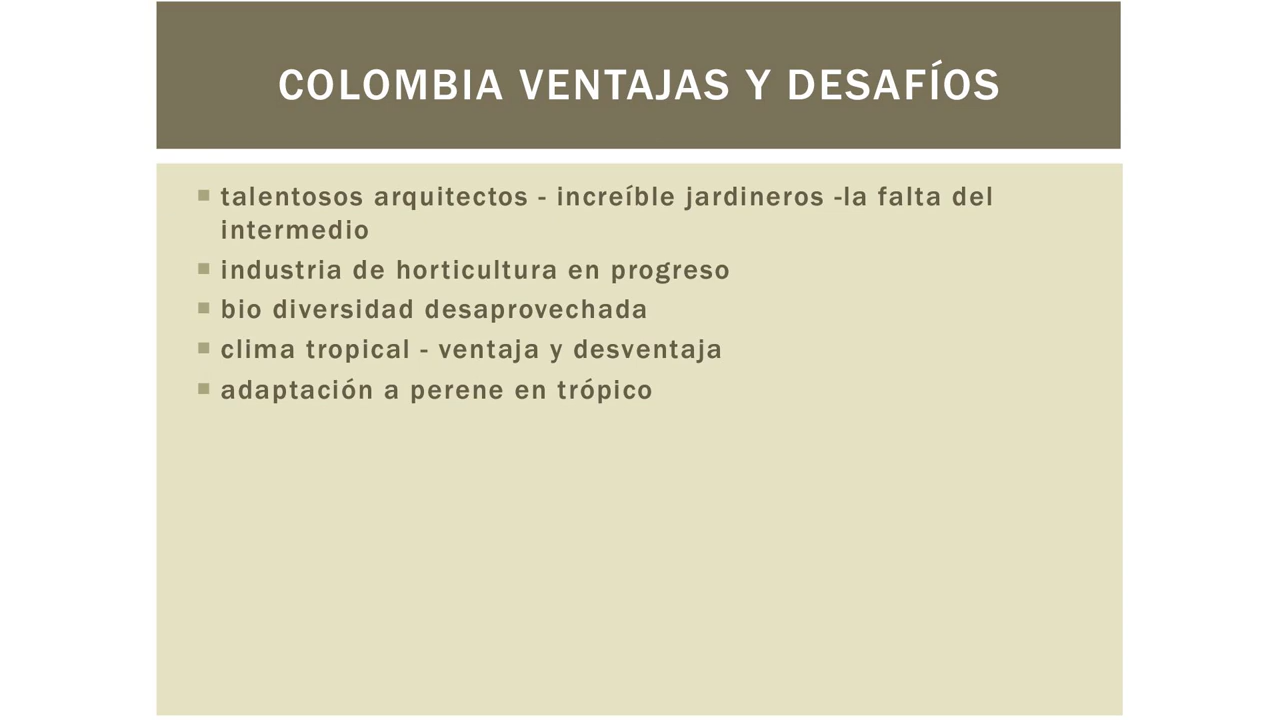 COLOMBIA VENTAJAS Y DESAFÍOS
talentosos arquitectos - increíble jardineros -la falta del
intermedio
industria de horticultura en progreso
bio diversidad desaprovechada
clima tropical - ventaja y desventaja
adaptación a perene en trópico